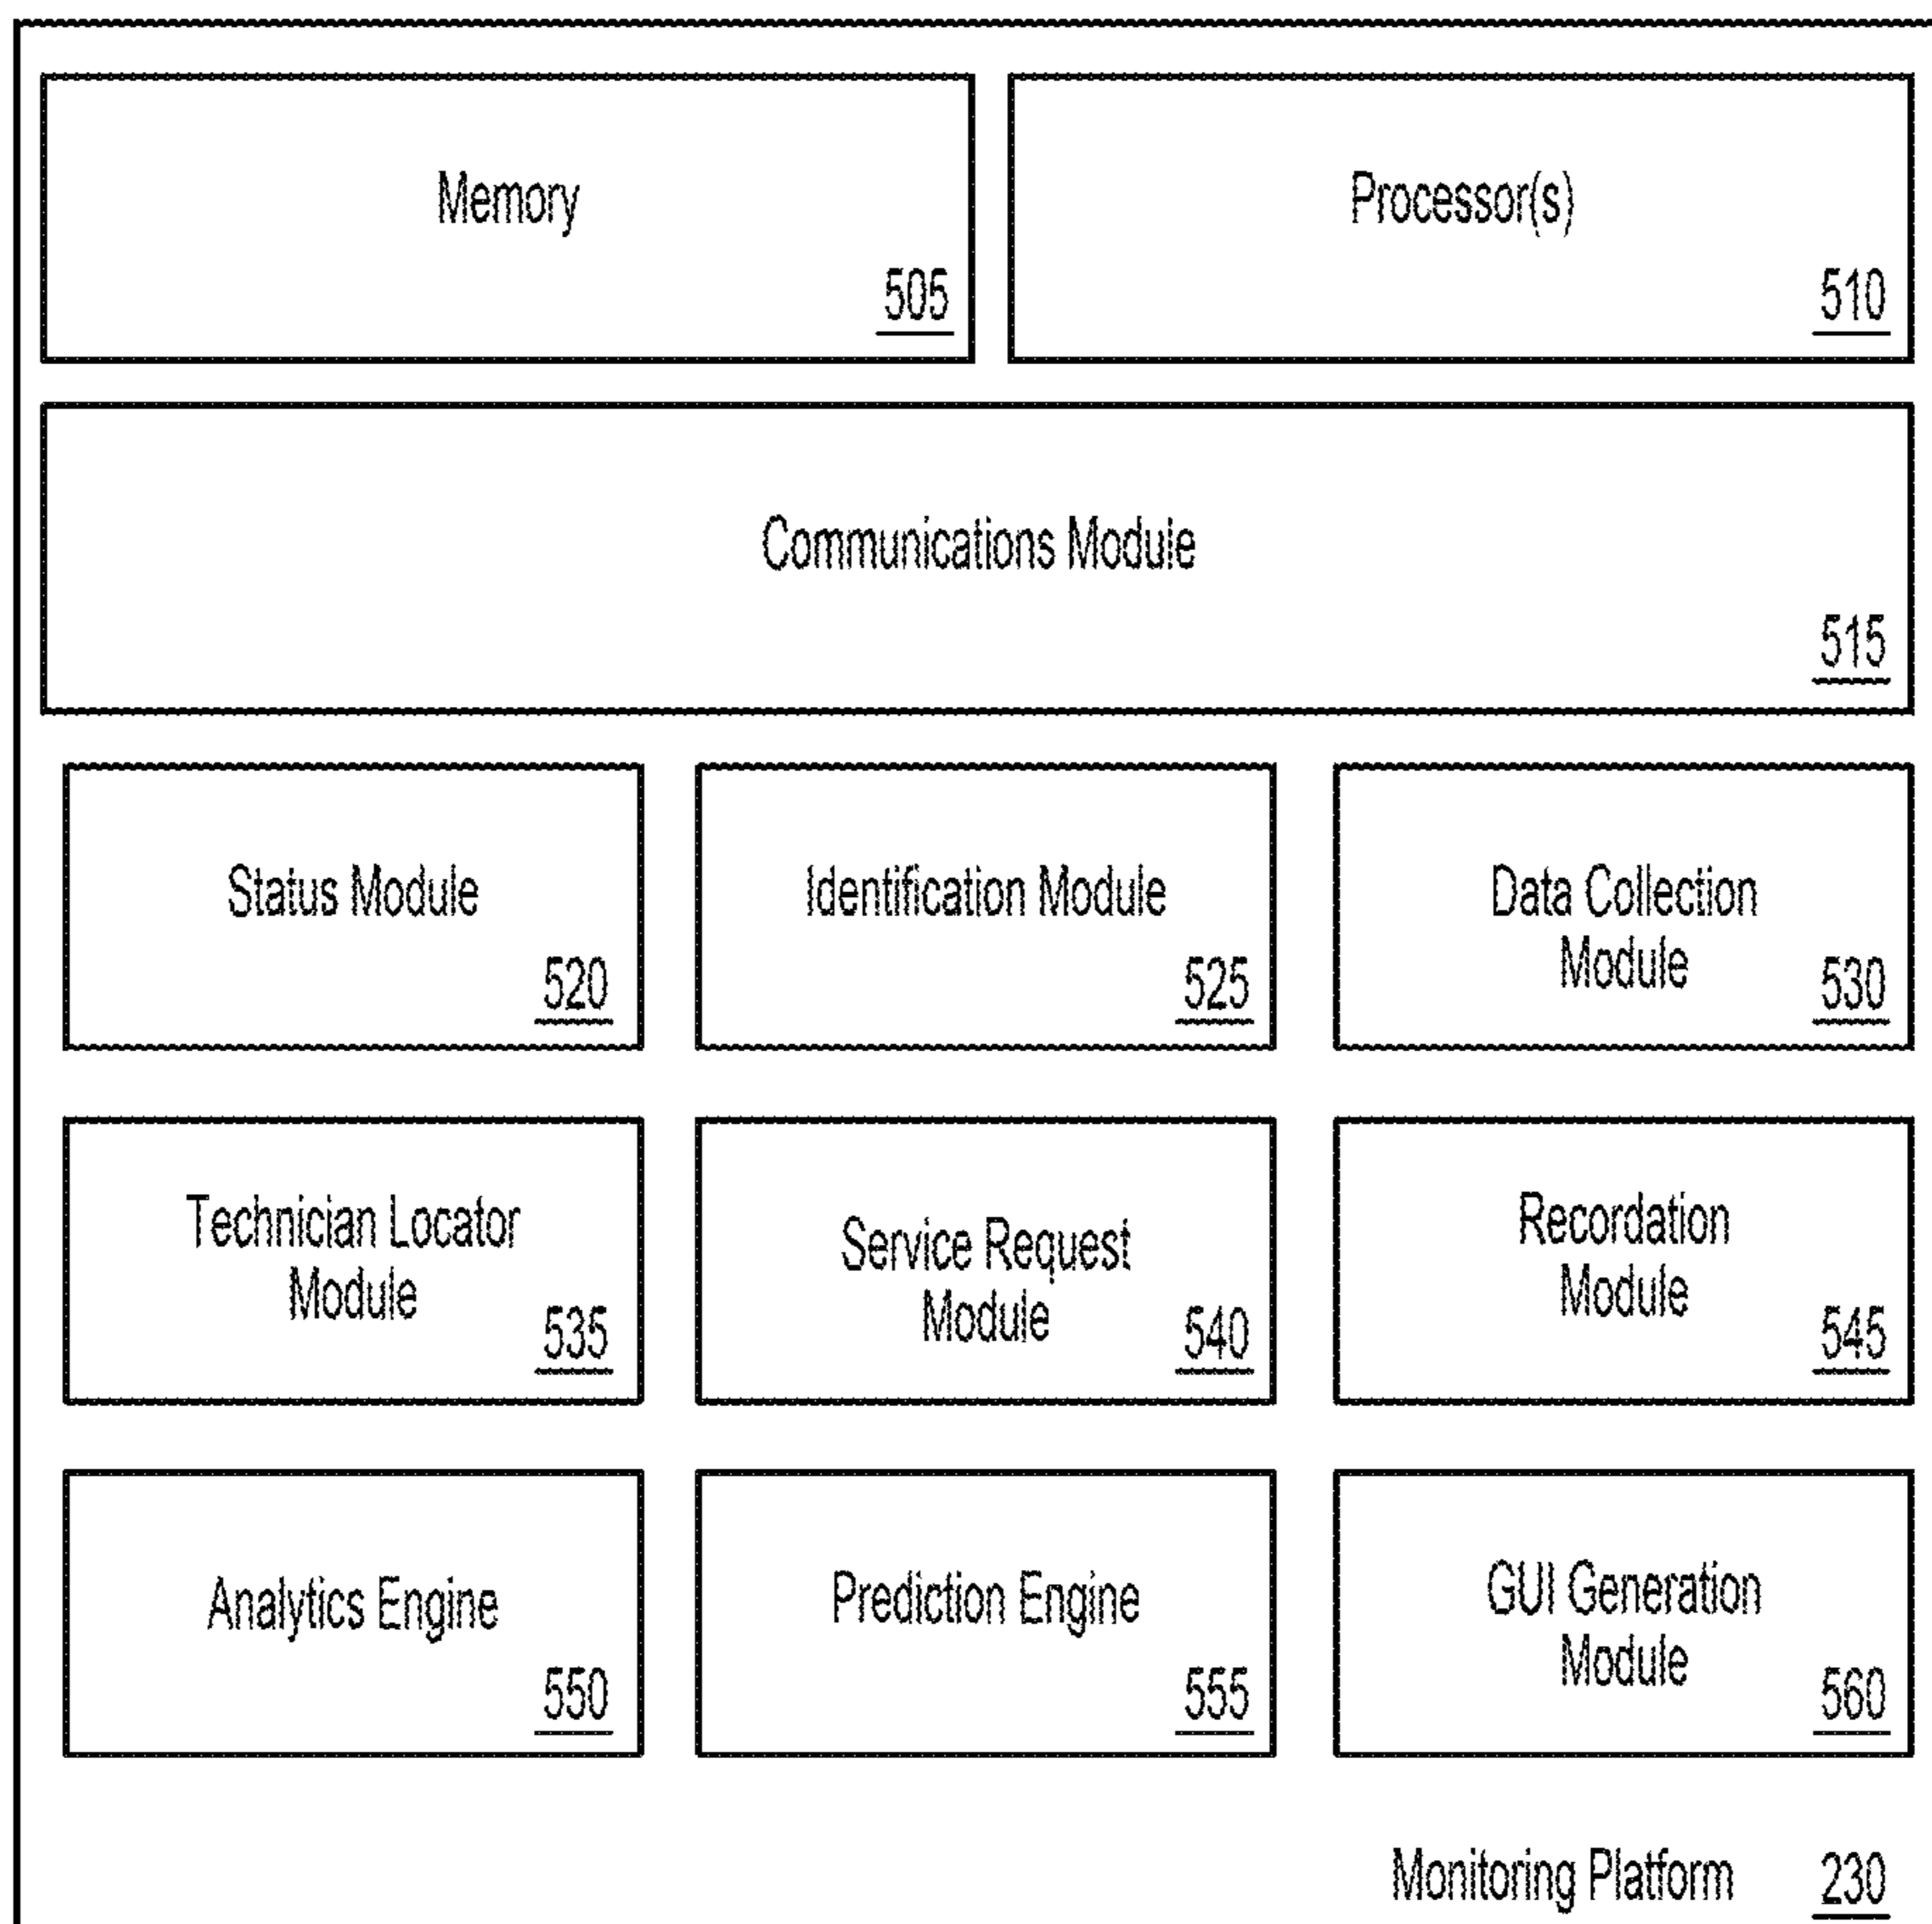 Memory
505
Processor(s)
510
Communications Module
515
Status Module
520
Identification Module
525
Data Collection
Module
530
Technician Locator
Module
535
Service Request
Module
540
Recordation
Module
545
Analytics Engine
550
Prediction Engine
555
GUI Generation
Module
560
Monitoring Platform 230